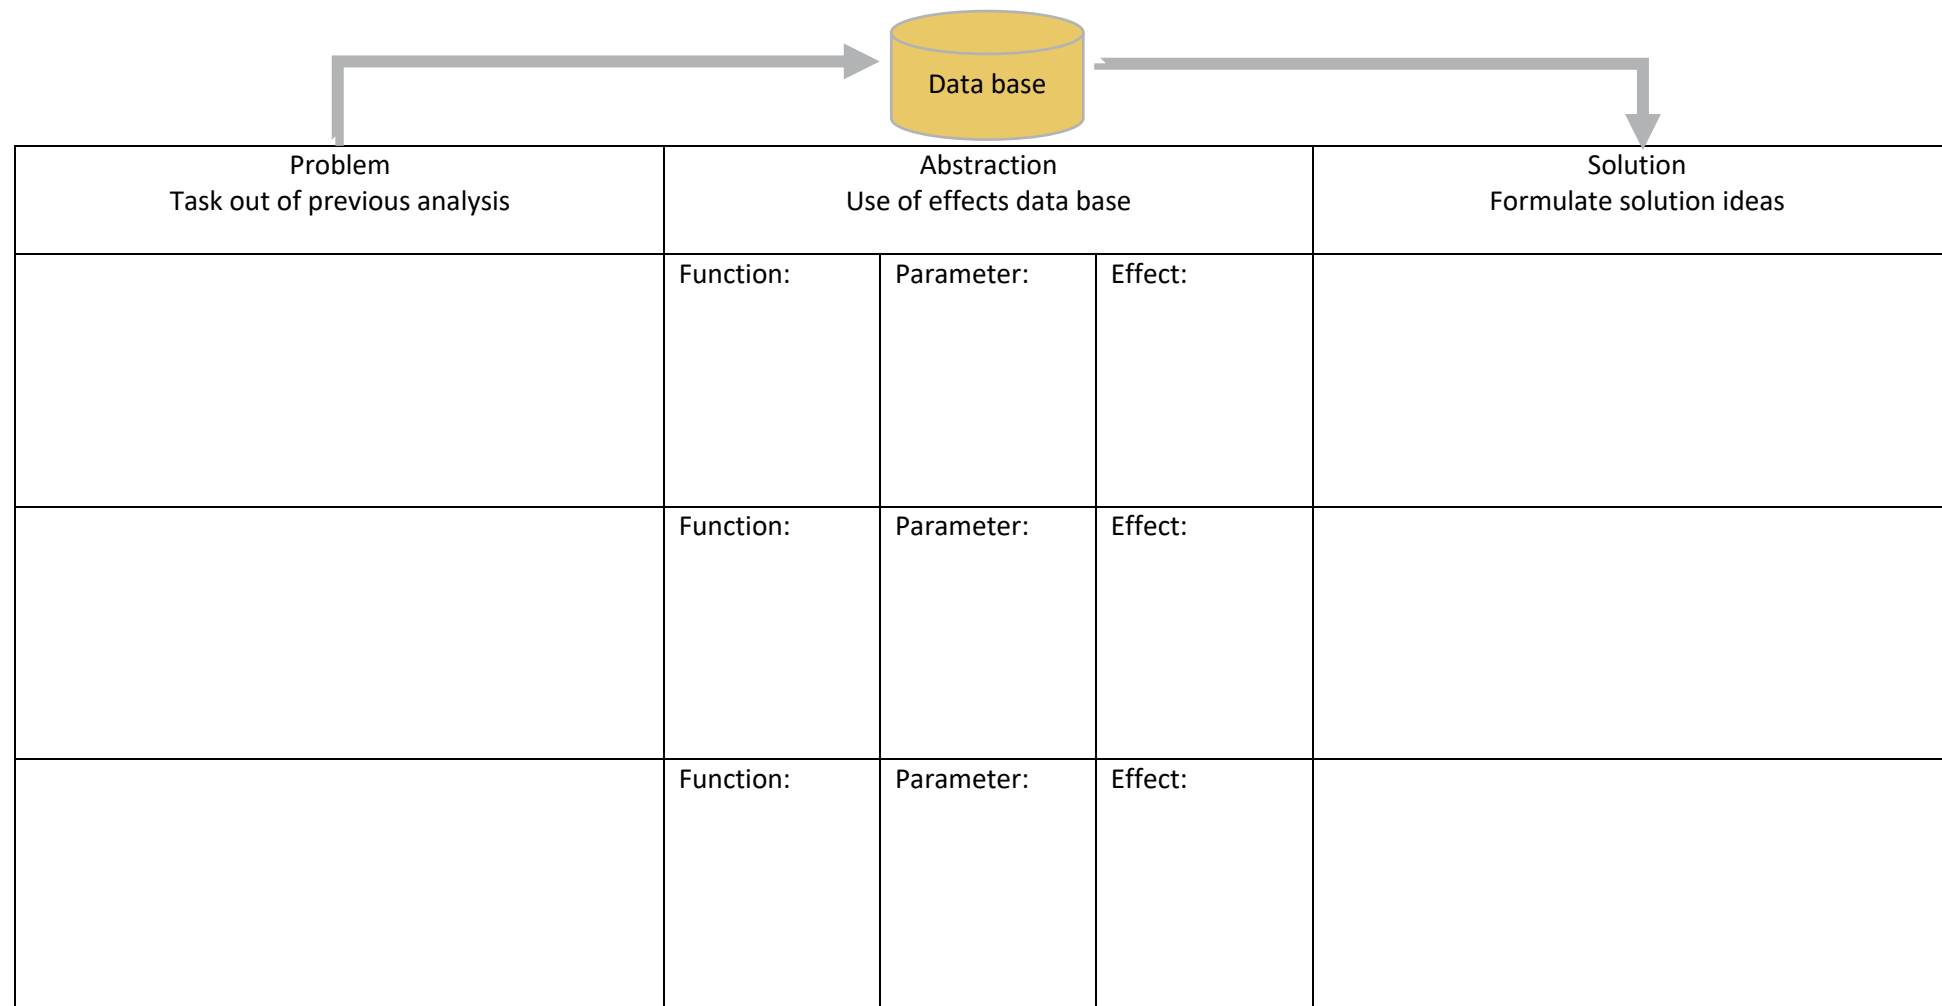 Data base
Problem
Task out of previous analysis
Abstraction
Use of effects data base
Solution
Formulate solution ideas
Function:
Parameter:
Effect:
Function:
Parameter:
Effect:
Function:
Parameter:
Effect: